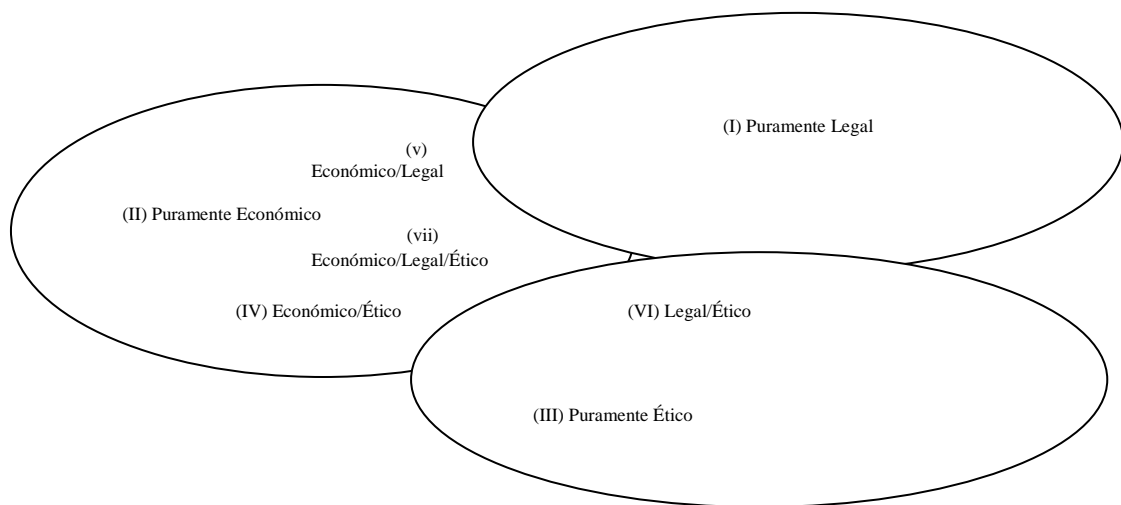 (I) Puramente Legal
(v)
Económico/Legal
(II) Puramente Económico
(vii)
Económico/Legal/Ético
(IV) Económico/Ético
(VI) Legal/Ético
(III) Puramente Ético